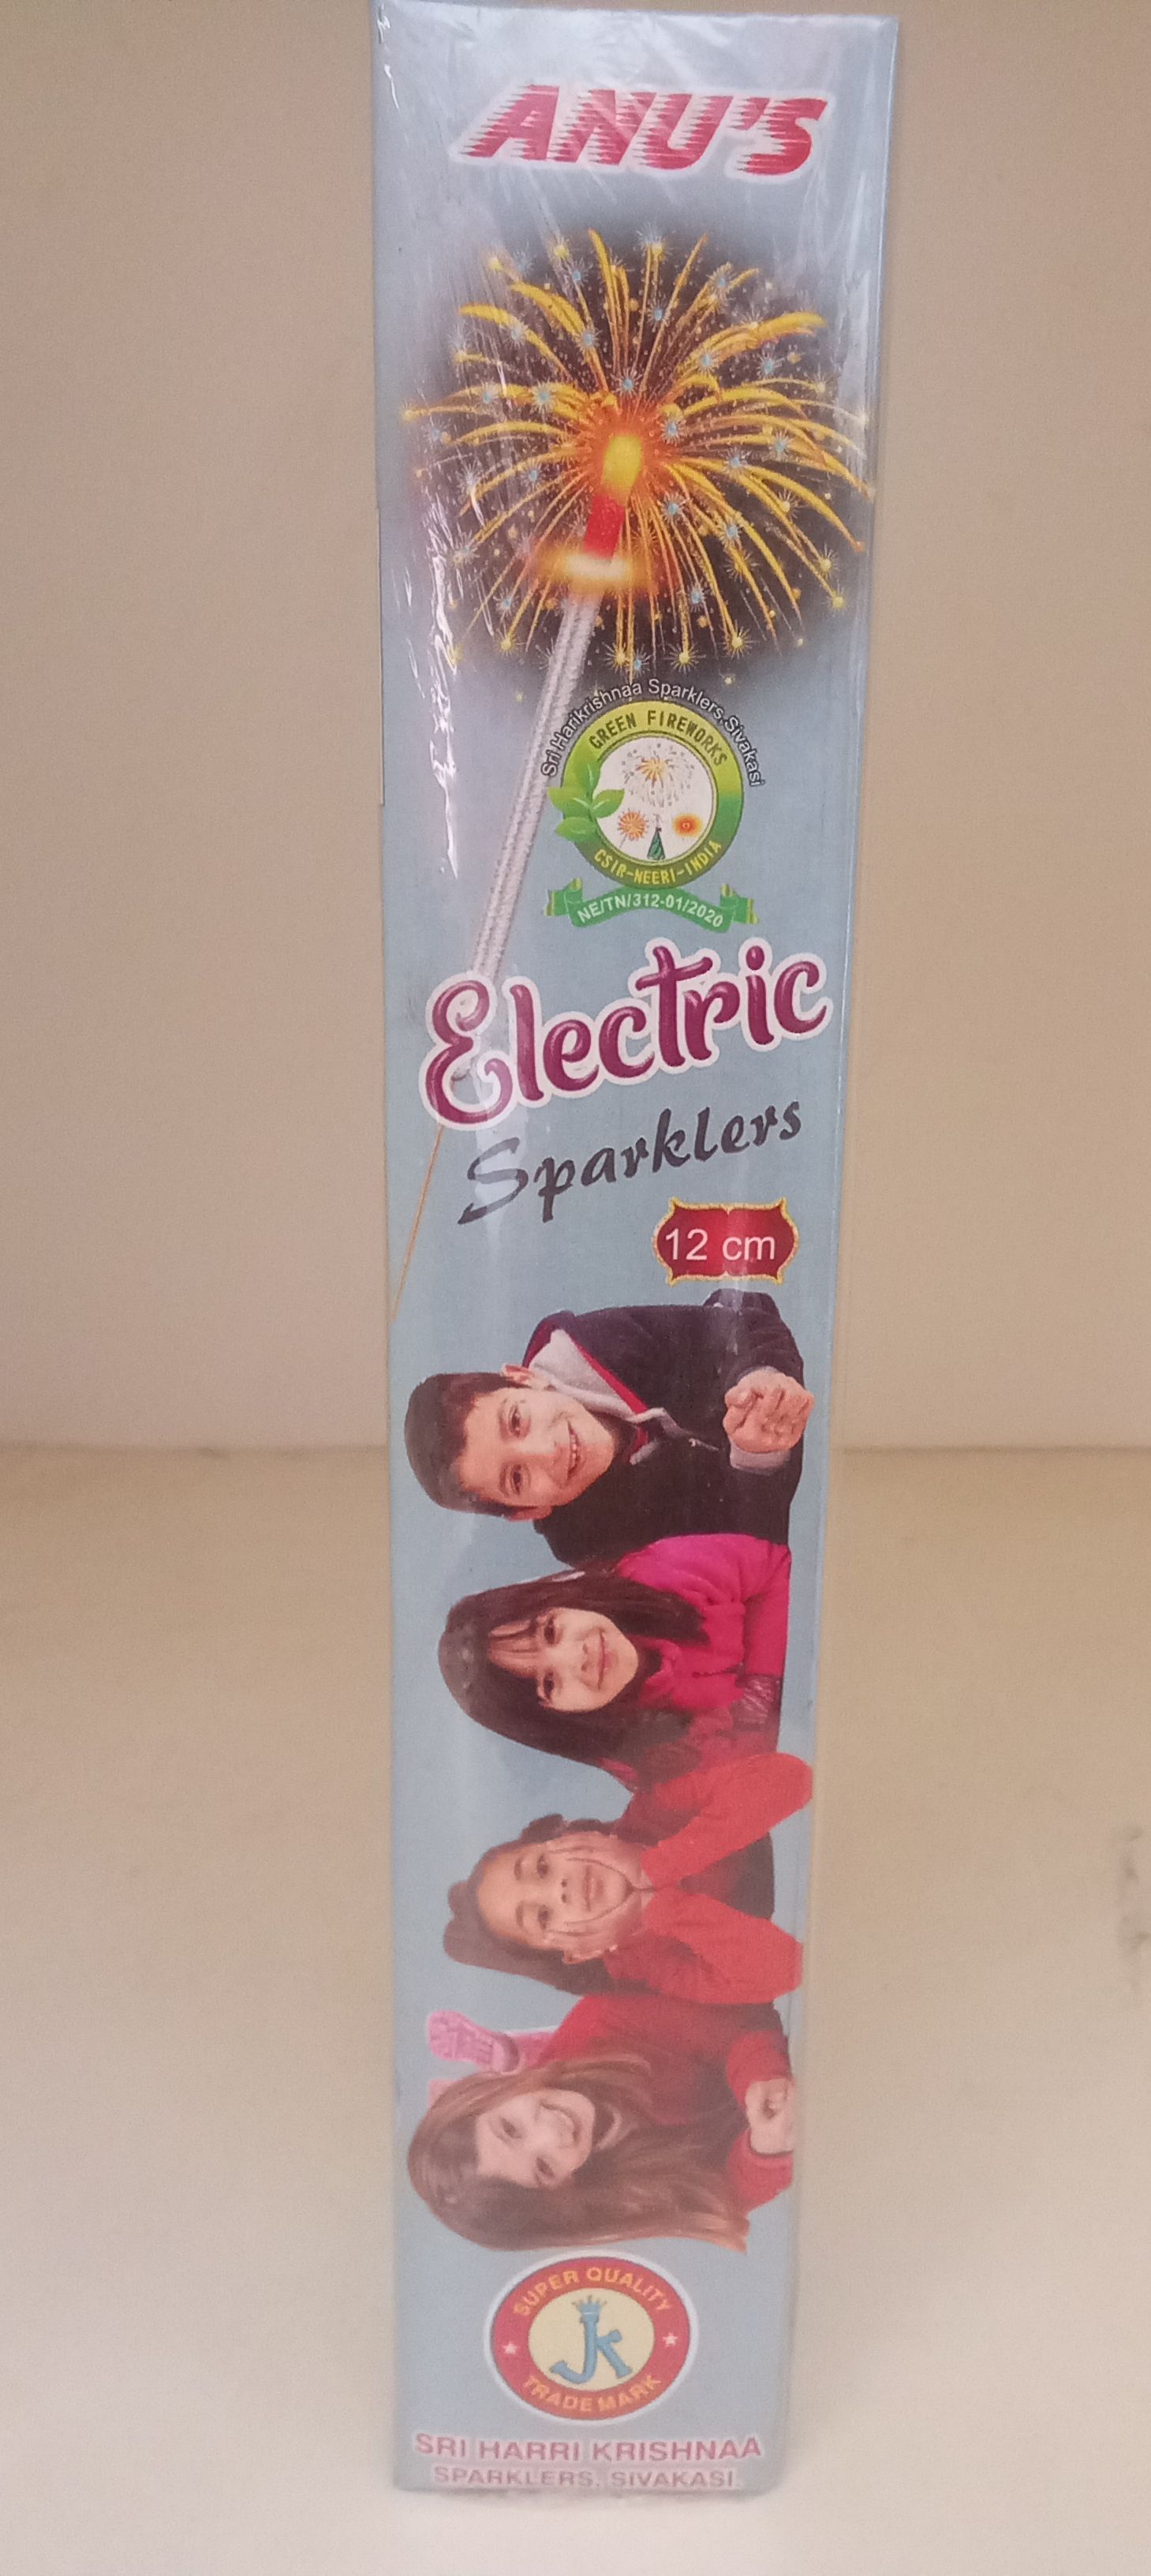 ANU'S
Sri Harikrishnaa Sparklers, Sivakasi
GREEN FIREWORKS
CSIR-NEERI-INDIA
NE/TN/312-01/2020
Electric
Sparklers
12 cm
SUPER QUALITY
JK
TRADE MARK
SRI HARRI KRISHNAA
SPARKLERS, SIVAKASI.